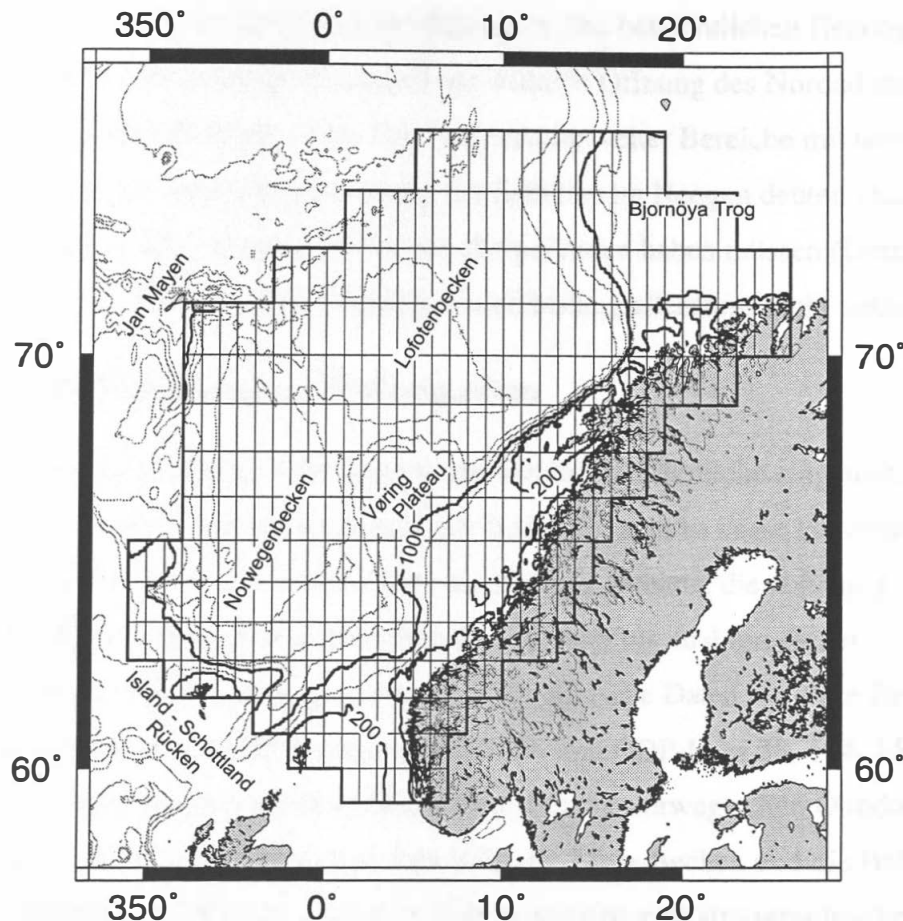 350° 0° 10° 20°
Bjornöya Trog
Jan Mayen
Lofotenbecken
70° 70°
200
Vøring
Plateau
1000
Norwegenbecken
Island - Schottland
Rücken
200
60° 60°
350° 0° 10° 20°